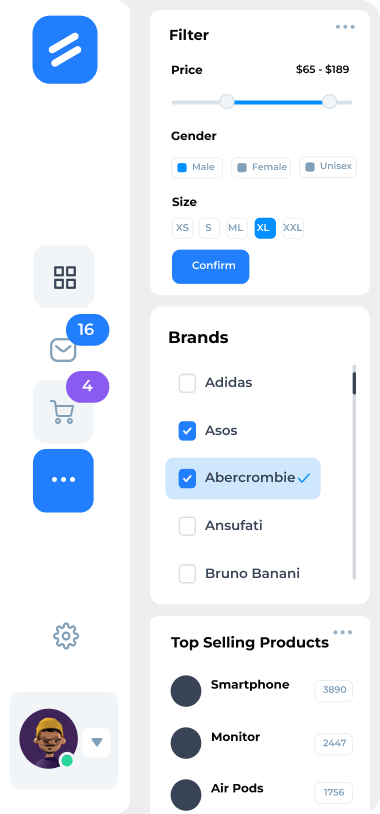 16
4
Filter
Price
$65 - $189
Gender
Male
Female
Unisex
Size
XS
S
ML
XL
XXL
Confirm
Brands
Adidas
Asos
Abercrombie
Ansufati
Bruno Banani
Top Selling Products
Smartphone
3890
Monitor
2447
Air Pods
1756